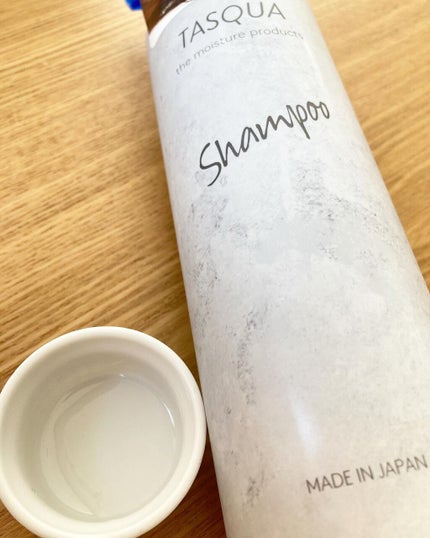 TASQUA
the moisture products
Shampoo
MADE IN JAPAN